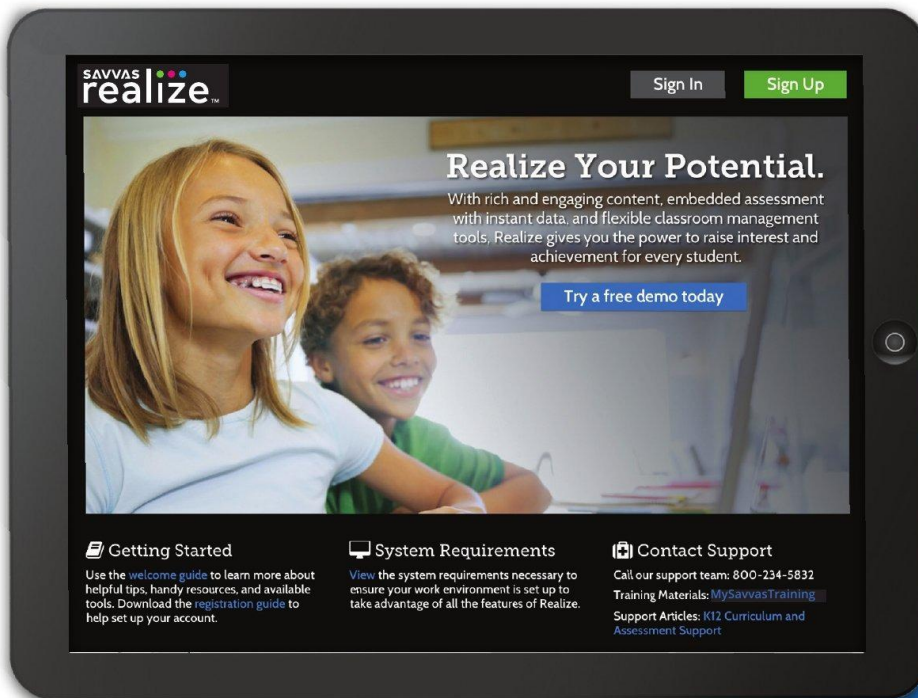 SAVVAS
realize™
Sign In
Sign Up
Realize Your Potential.
With rich and engaging content, embedded assessment
with instant data, and flexible classroom management
tools, Realize gives you the power to raise interest and
achievement for every student.
Try a free demo today
Getting Started
Use the welcome guide to learn more about
helpful tips, handy resources, and available
tools. Download the registration guide to
help set up your account.
System Requirements
View the system requirements necessary to
ensure your work environment is set up to
take advantage of all the features of Realize.
Contact Support
Call our support team: 800-234-5832
Training Materials: MySavvasTraining
Support Articles: K12 Curriculum and
Assessment Support